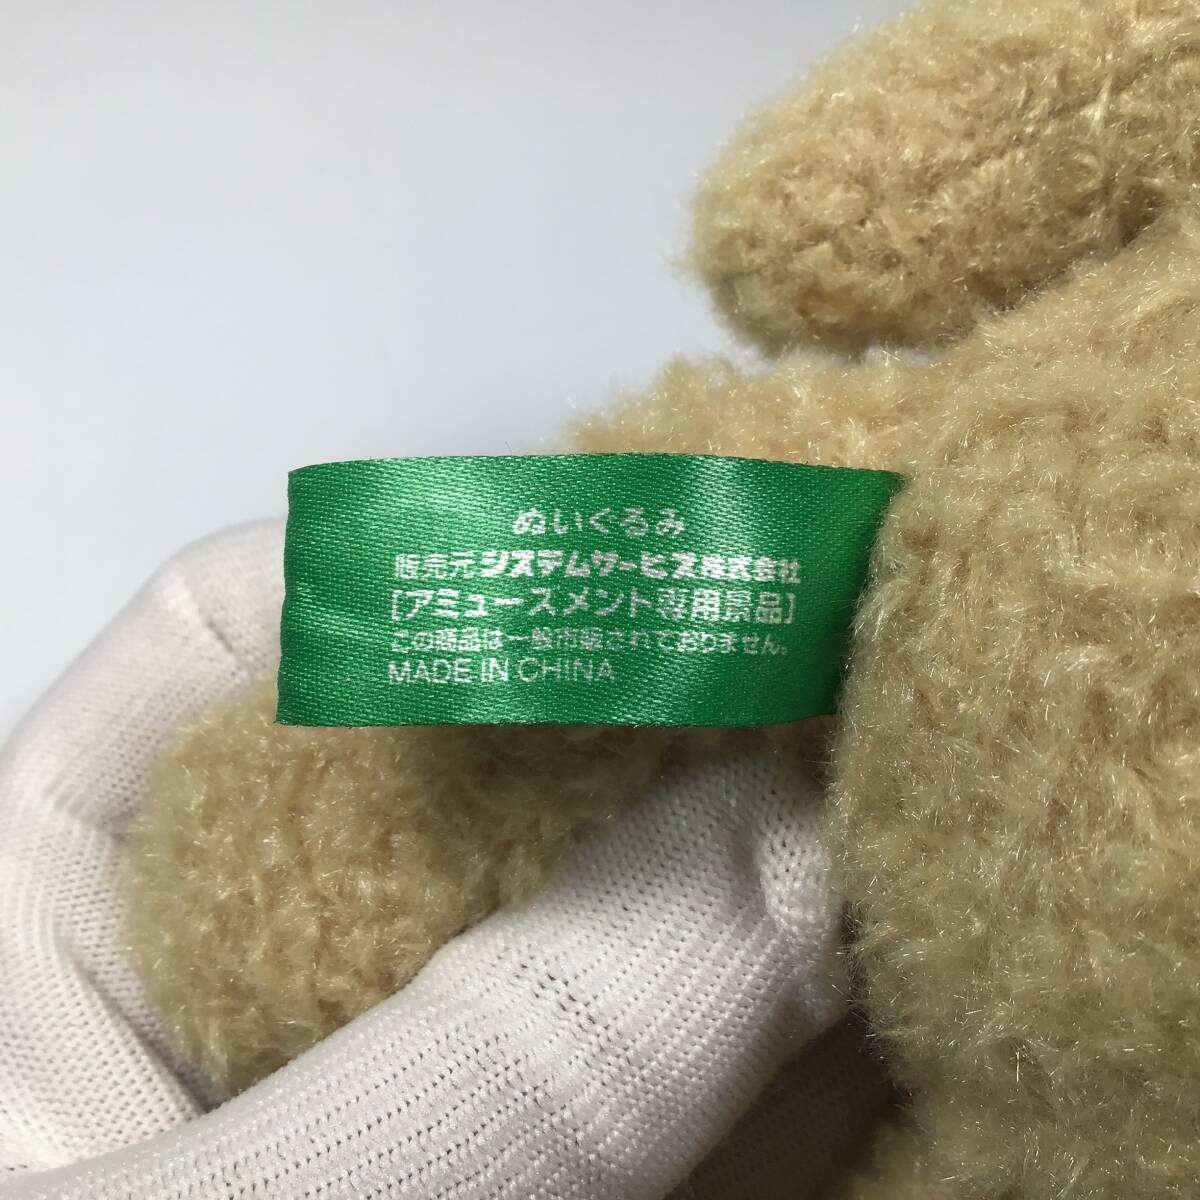 ぬいぐるみ
販売元システムサービス株式会社
[アミューズメント専用景品]
この商品は一般市販されておりません。
MADE IN CHINA